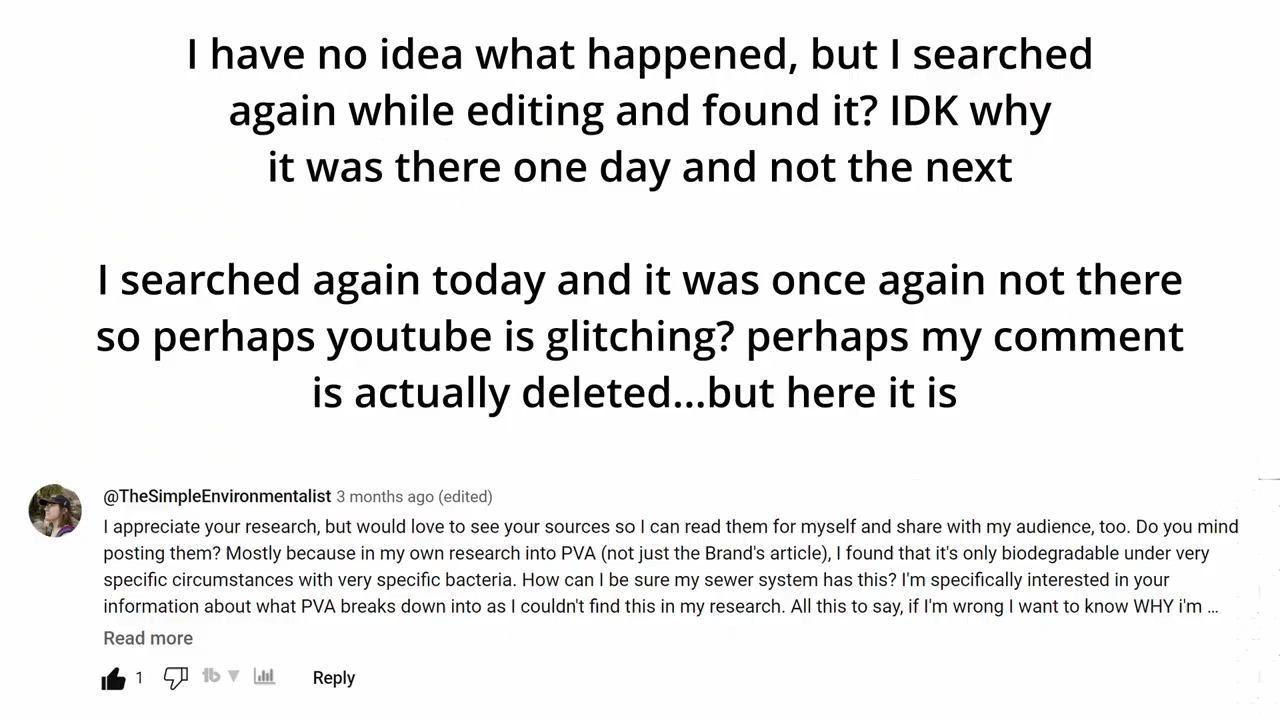 I have no idea what happened, but I searched
again while editing and found it? IDK why
it was there one day and not the next
I searched again today and it was once again not there
so perhaps youtube is glitching? perhaps my comment
is actually deleted...but here it is
@TheSimpleEnvironmentalist 3 months ago (edited)
I appreciate your research, but would love to see your sources so I can read them for myself and share with my audience, too. Do you mind
posting them? Mostly because in my own research into PVA (not just the Brand's article), I found that it's only biodegradable under very
specific circumstances with very specific bacteria. How can I be sure my sewer system has this? I'm specifically interested in your
information about what PVA breaks down into as I couldn't find this in my research. All this to say, if I'm wrong I want to know WHY i'm ...
Read more
1 tb Reply